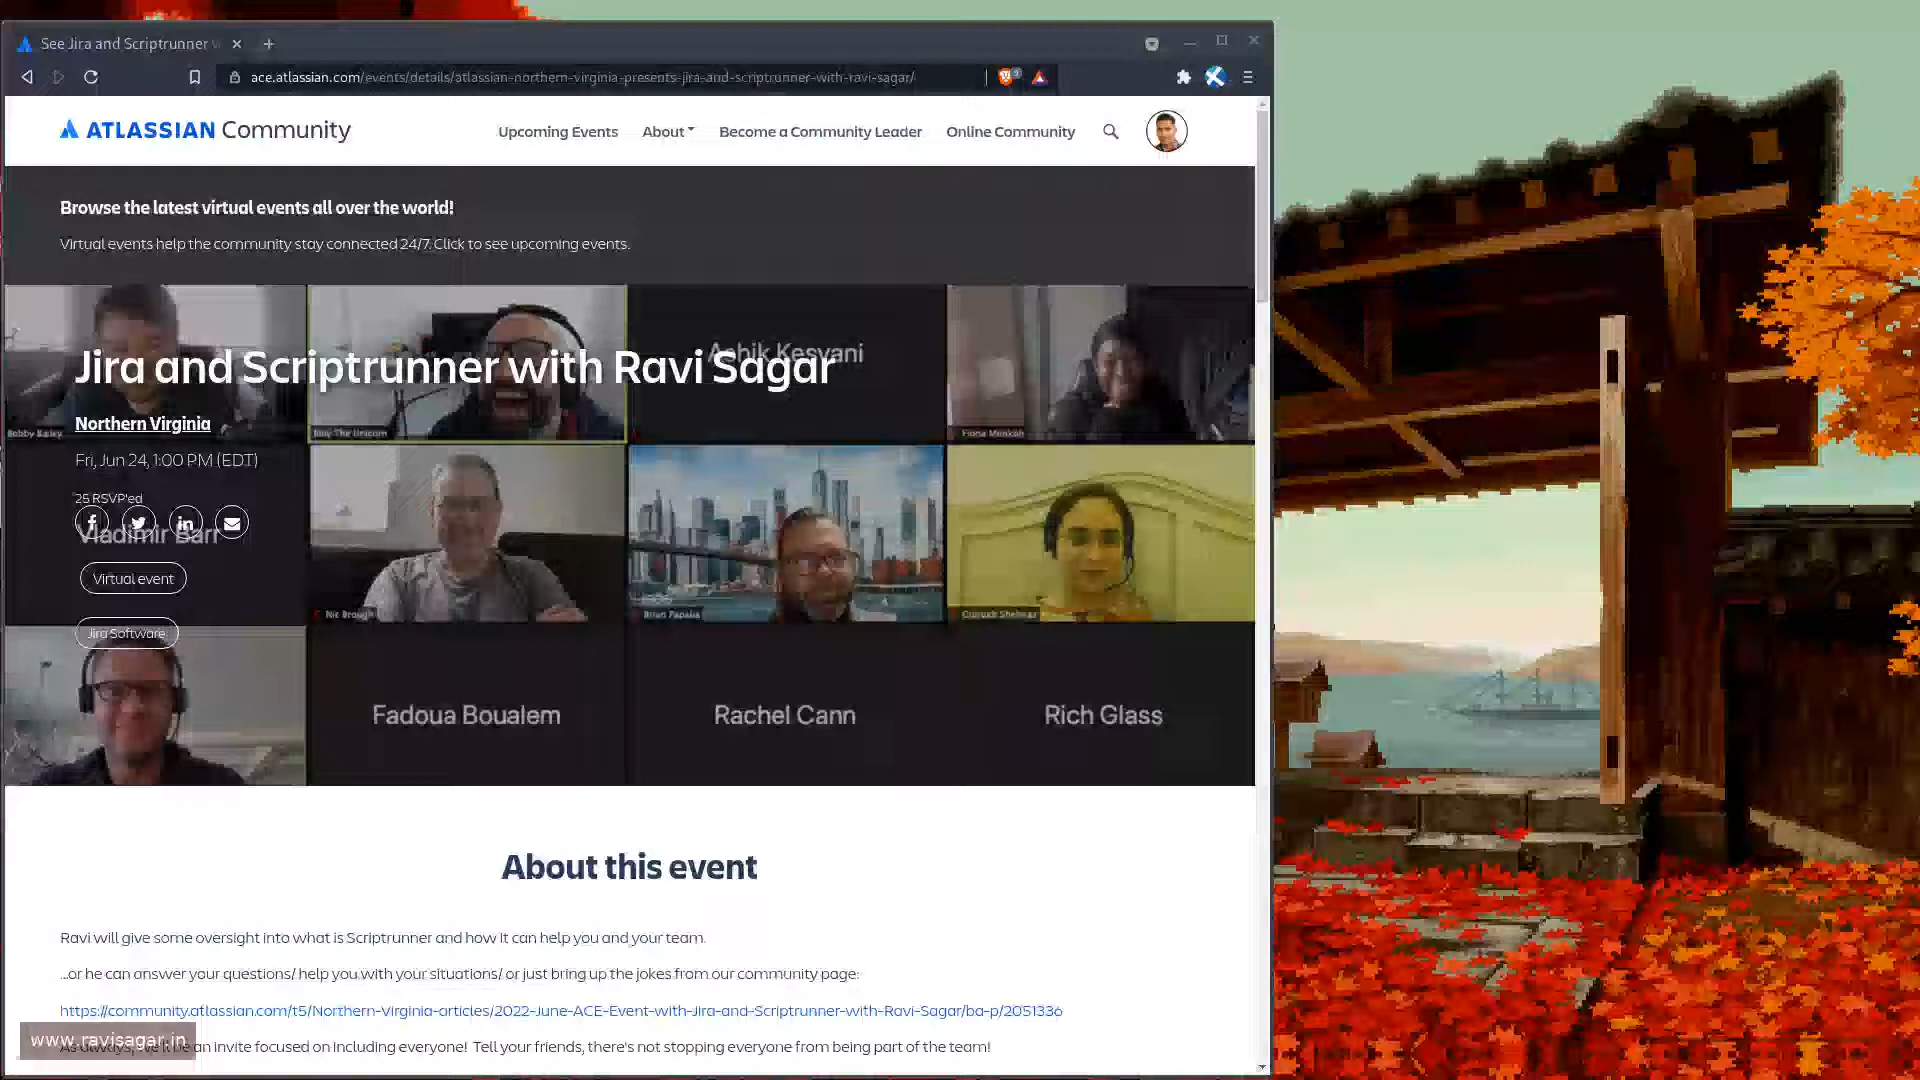 See Jira and Scriptrunner
ace.atlassian.com/events/details/atlassian-northern-virginia-presents-jira-and-scriptrunner-with-ravi-sagar/
ATLASSIAN Community
Upcoming Events
About
Become a Community Leader
Online Community
Browse the latest virtual events all over the world!
Virtual events help the community stay connected 24/7. Click to see upcoming events.
Ashik Kesvani
Jira and Scriptrunner with Ravi Sagar
Bobby Bailey
Northern Virginia
Fri, Jun 24, 1:00 PM (EDT)
25 RSVP'ed
Vladimir Barr
Virtual event
Nic Brough
Brian Papalia
Jira Software
Fadoua Boualem
Rachel Cann
Rich Glass
About this event
Ravi will give some oversight into what is Scriptrunner and how it can help you and your team.
...or he can answer your questions/ help you with your situations/ or just bring up the jokes from our community page:
https://community.atlassian.com/t5/Northern-Virginia-articles/2022-June-ACE-Event-with-Jira-and-Scriptrunner-with-Ravi-Sagar/ba-p/2051336
www.ravisagar.in
an invite focused on including everyone! Tell your friends, there's not stopping everyone from being part of the team!